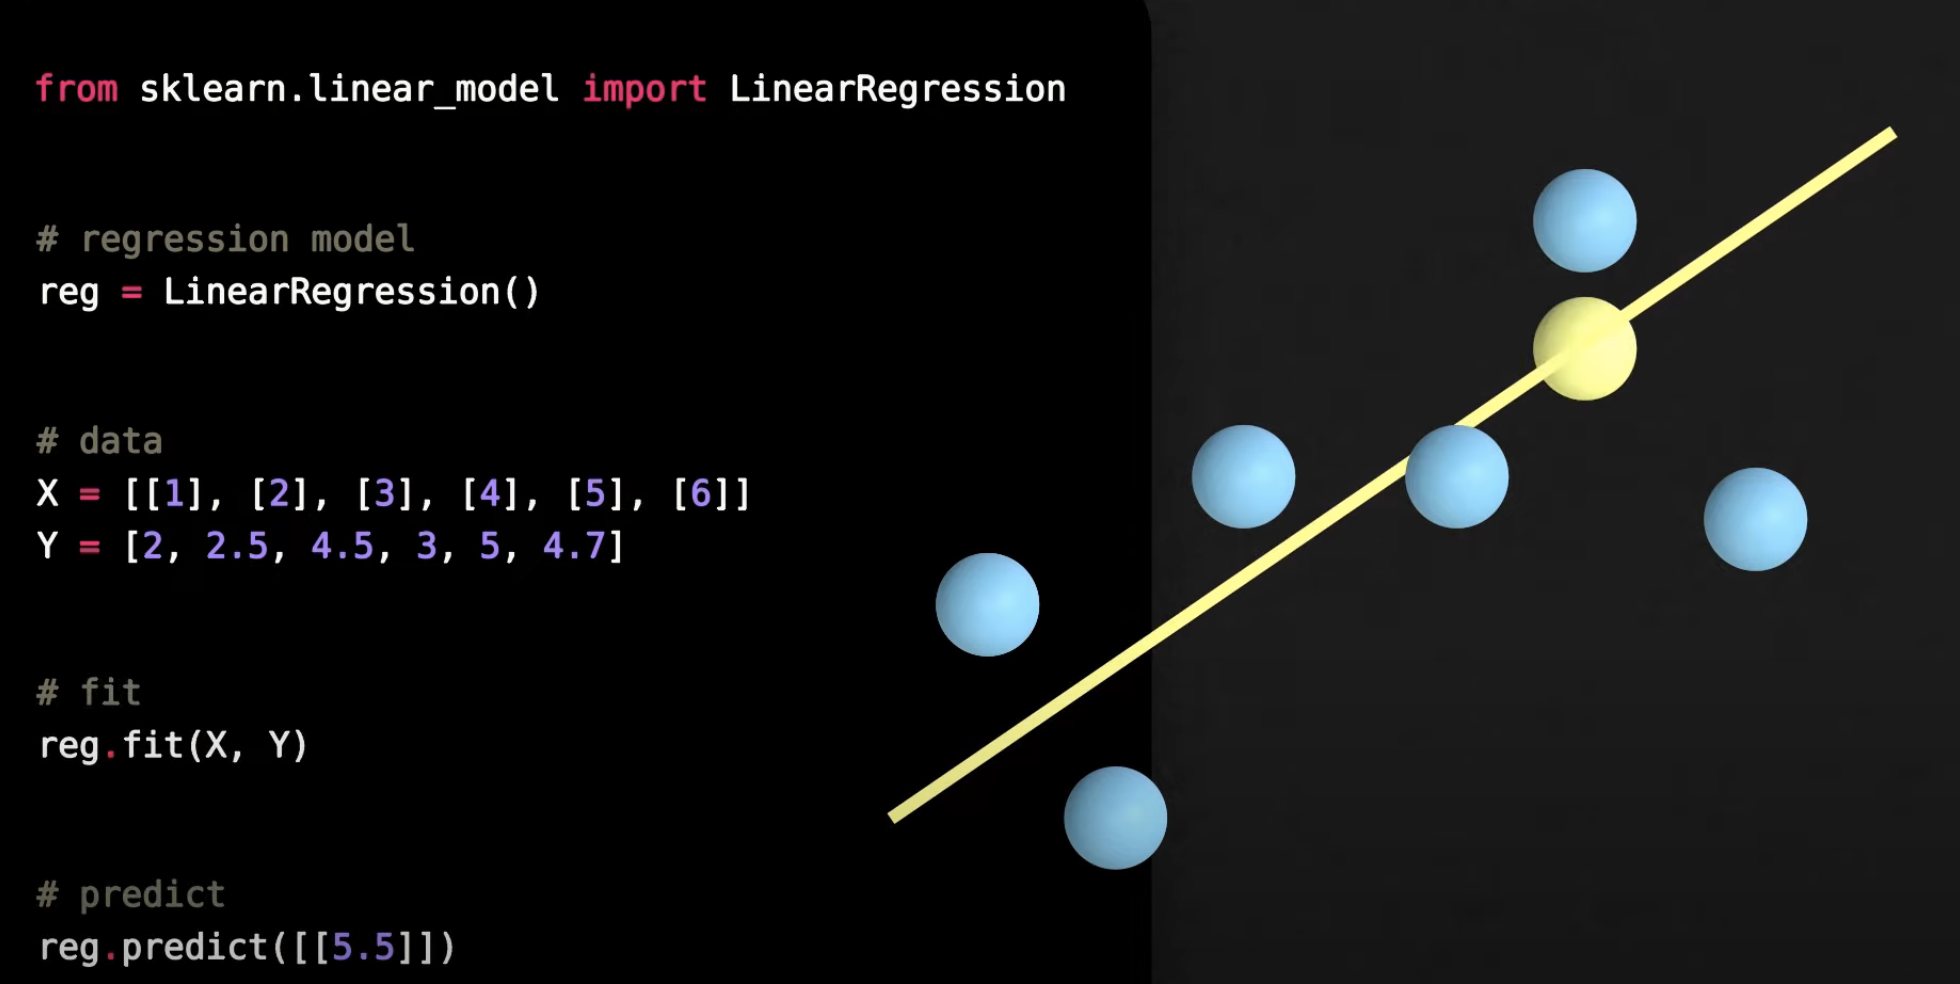 from sklearn.linear_model import LinearRegression
# regression model
reg = LinearRegression()
# data
X = [[1], [2], [3], [4], [5], [6]]
Y = [2, 2.5, 4.5, 3, 5, 4.7]
# fit
reg.fit(X, Y)
# predict
reg.predict([[5.5]])